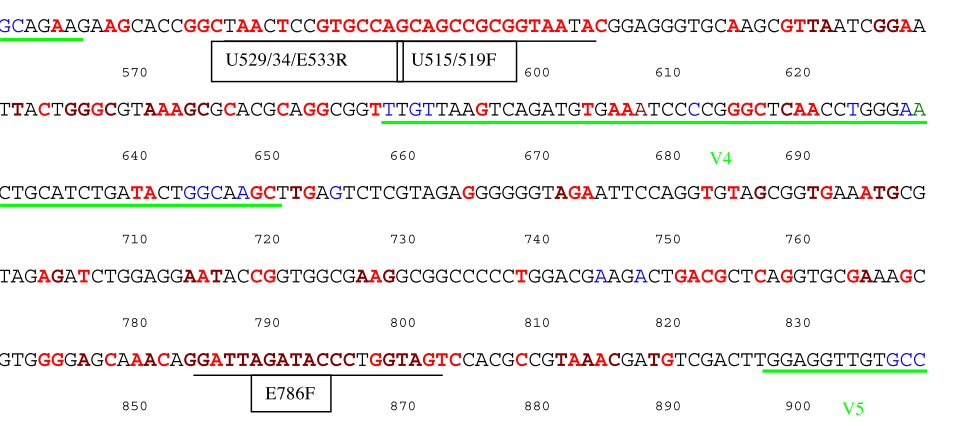 GCAGAAGAAGCACCGGCTAACTCCGTGCCAGCAGCCGCGGTAATACGGAGGGTGCAAGCGTTAATCGGAA
U529/34/E533R U515/519F
570 600 610 620
TTACTGGGCGTAAAGCGCACGCAGGCGGTTTGTTAAGTCAGATGTGAAATCCCCGGGCTCAACCTGGGAA
640 650 660 670 680 V4 690
CTGCATCTGATACTGGCAAGCTTGAGTCTCGTAGAGGGGGGTAGAATTCCAGGTGTAGCGGTGAAATGCG
710 720 730 740 750 760
TAGAGATCTGGAGGAATACCGGTGGCGAAGGCGGCCCCCTGGACGAAGACTGACGCTCAGGTGCGAAAGC
780 790 800 810 820 830
GTGGGGAGCAAACAGGATTAGATACCCTGGTAGTCCACGCCGTAAACGATGTCGACTTGGAGGTTGTGCC
E786F
850 870 880 890 900 V5